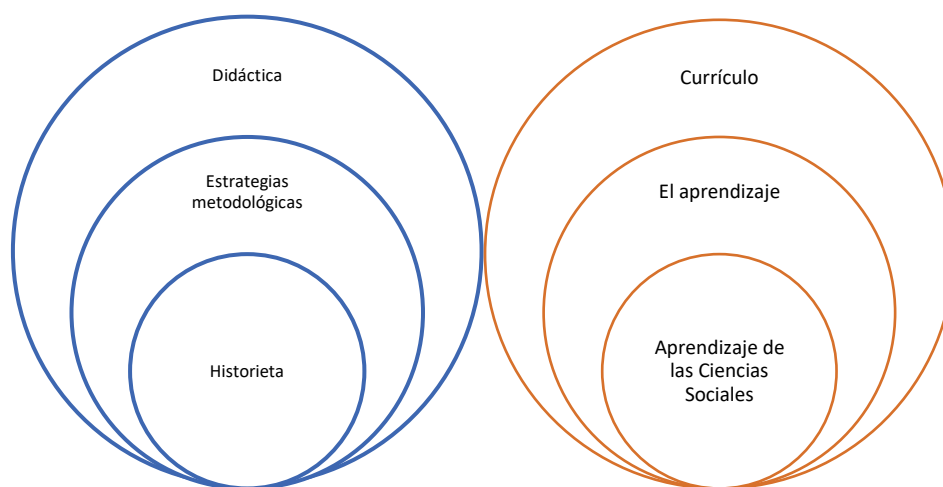 Didáctica
Estrategias
metodológicas
Historieta
Currículo
El aprendizaje
Aprendizaje de
las Ciencias
Sociales